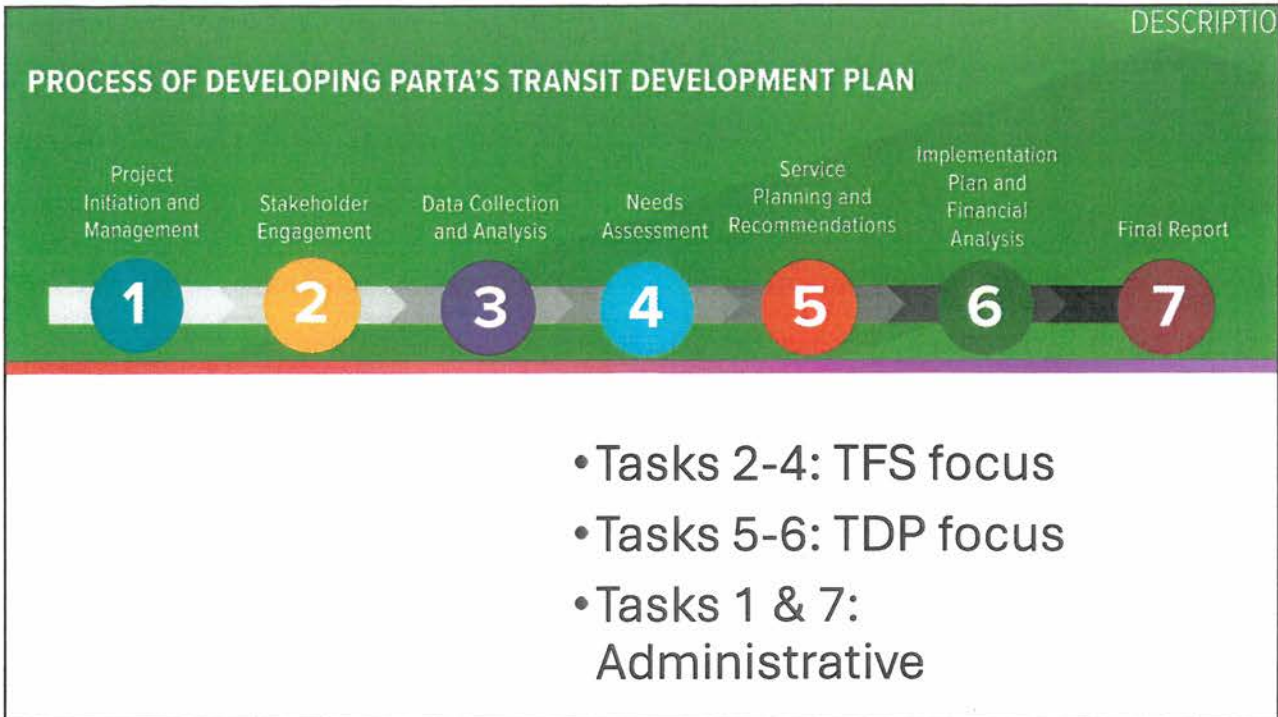 DESCRIPTIO
PROCESS OF DEVELOPING PARTA'S TRANSIT DEVELOPMENT PLAN
Project
Initiation and
Management
Stakeholder
Engagement
Data Collection
and Analysis
Needs
Assessment
Service
Planning and
Recommendations
Implementation
Plan and
Financial
Analysis
Final Report
1
2
3
4
5
6
7
•Tasks 2-4: TFS focus
•Tasks 5-6: TDP focus
•Tasks 1 & 7:
Administrative